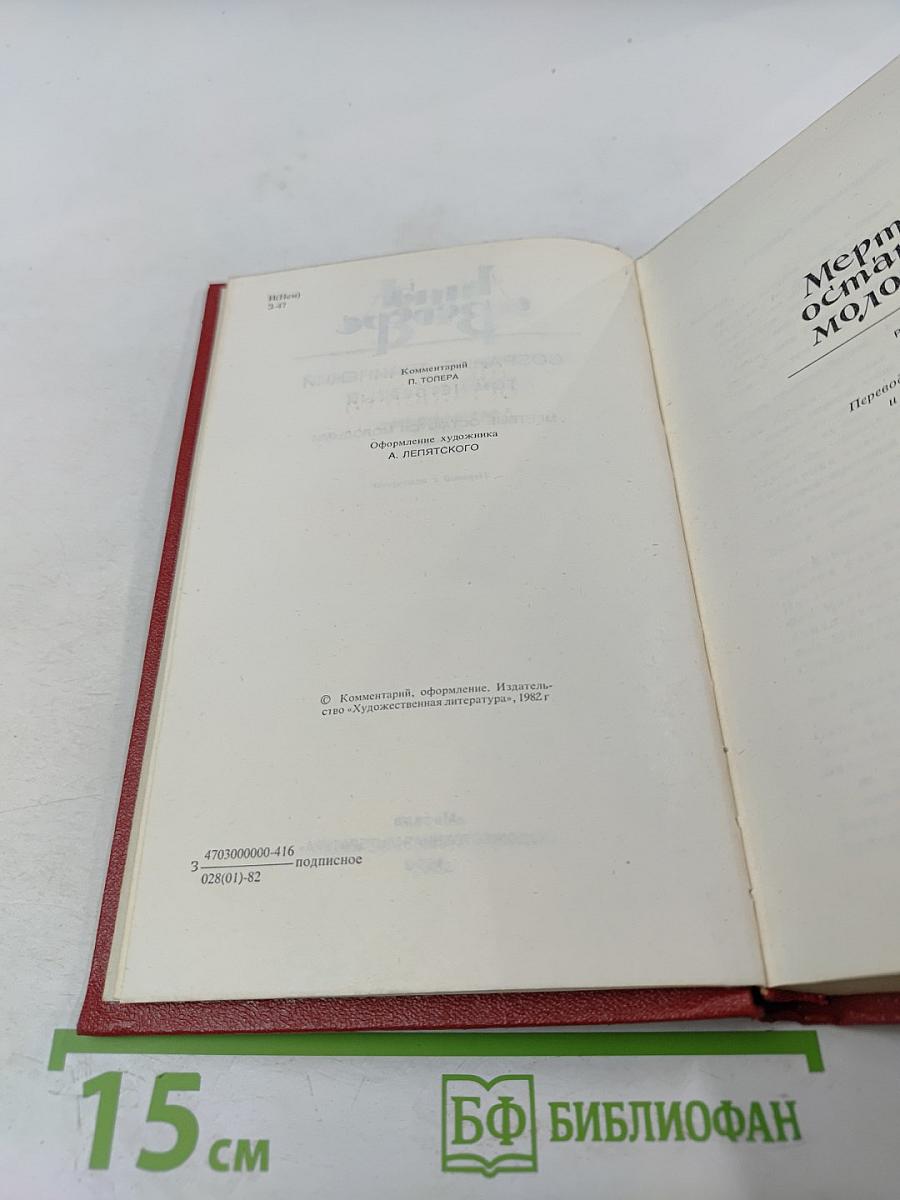 И(Нем)
З-47
Комментарий
П. ТОПЕРА
Оформление художника
А. ЛЕПЯТСКОГО
© Комментарий, оформление. Издатель-
ство «Художественная литература», 1982 г
З 4703000000-416 подписное
028(01)-82
Мерт
оста
моло
Перевод
и
15 см
БФ БИБЛИОФАН